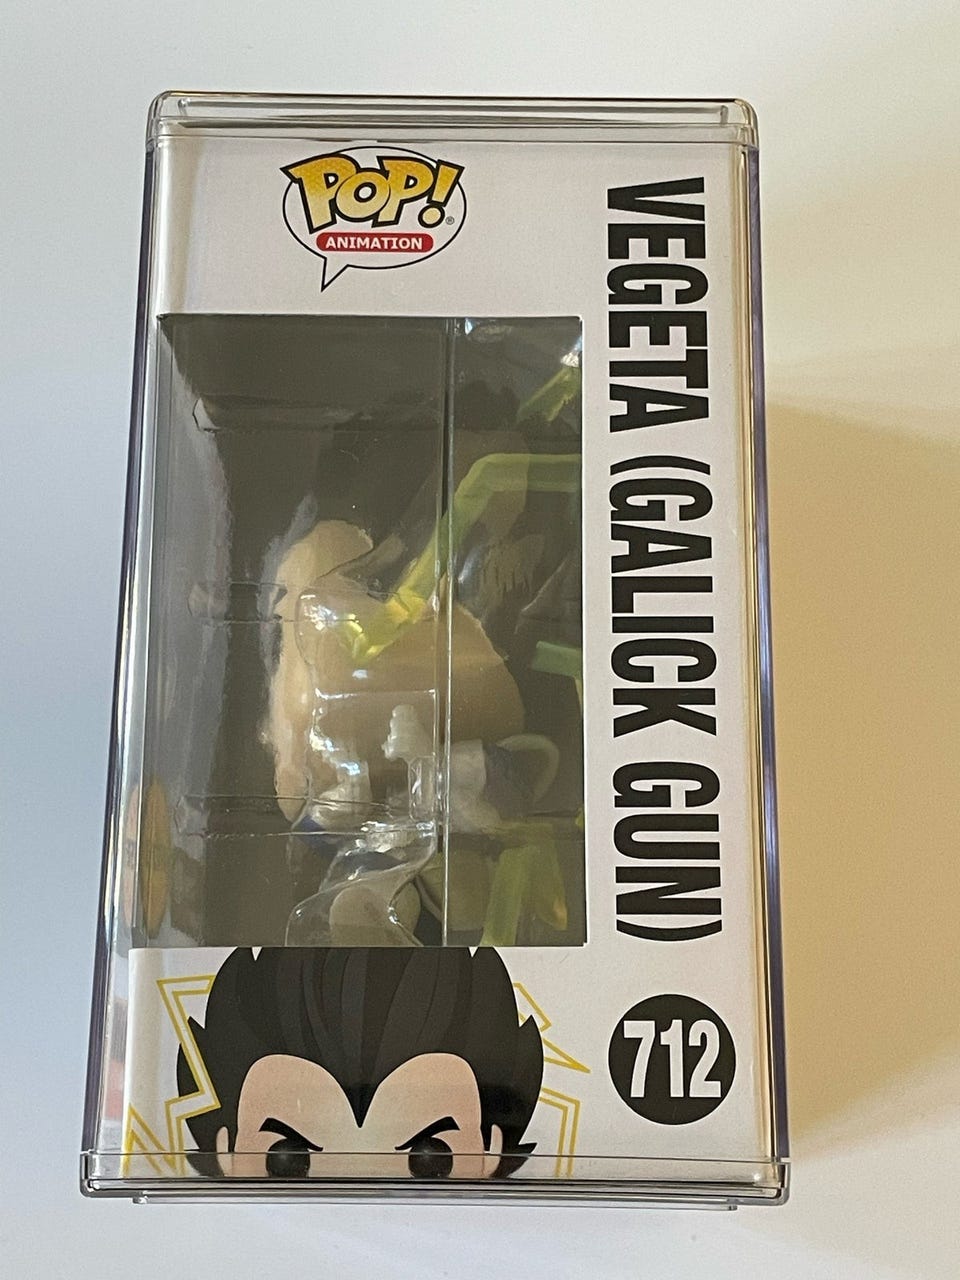 POP!
®
ANIMATION
VEGETA (GALICK GUN)
712